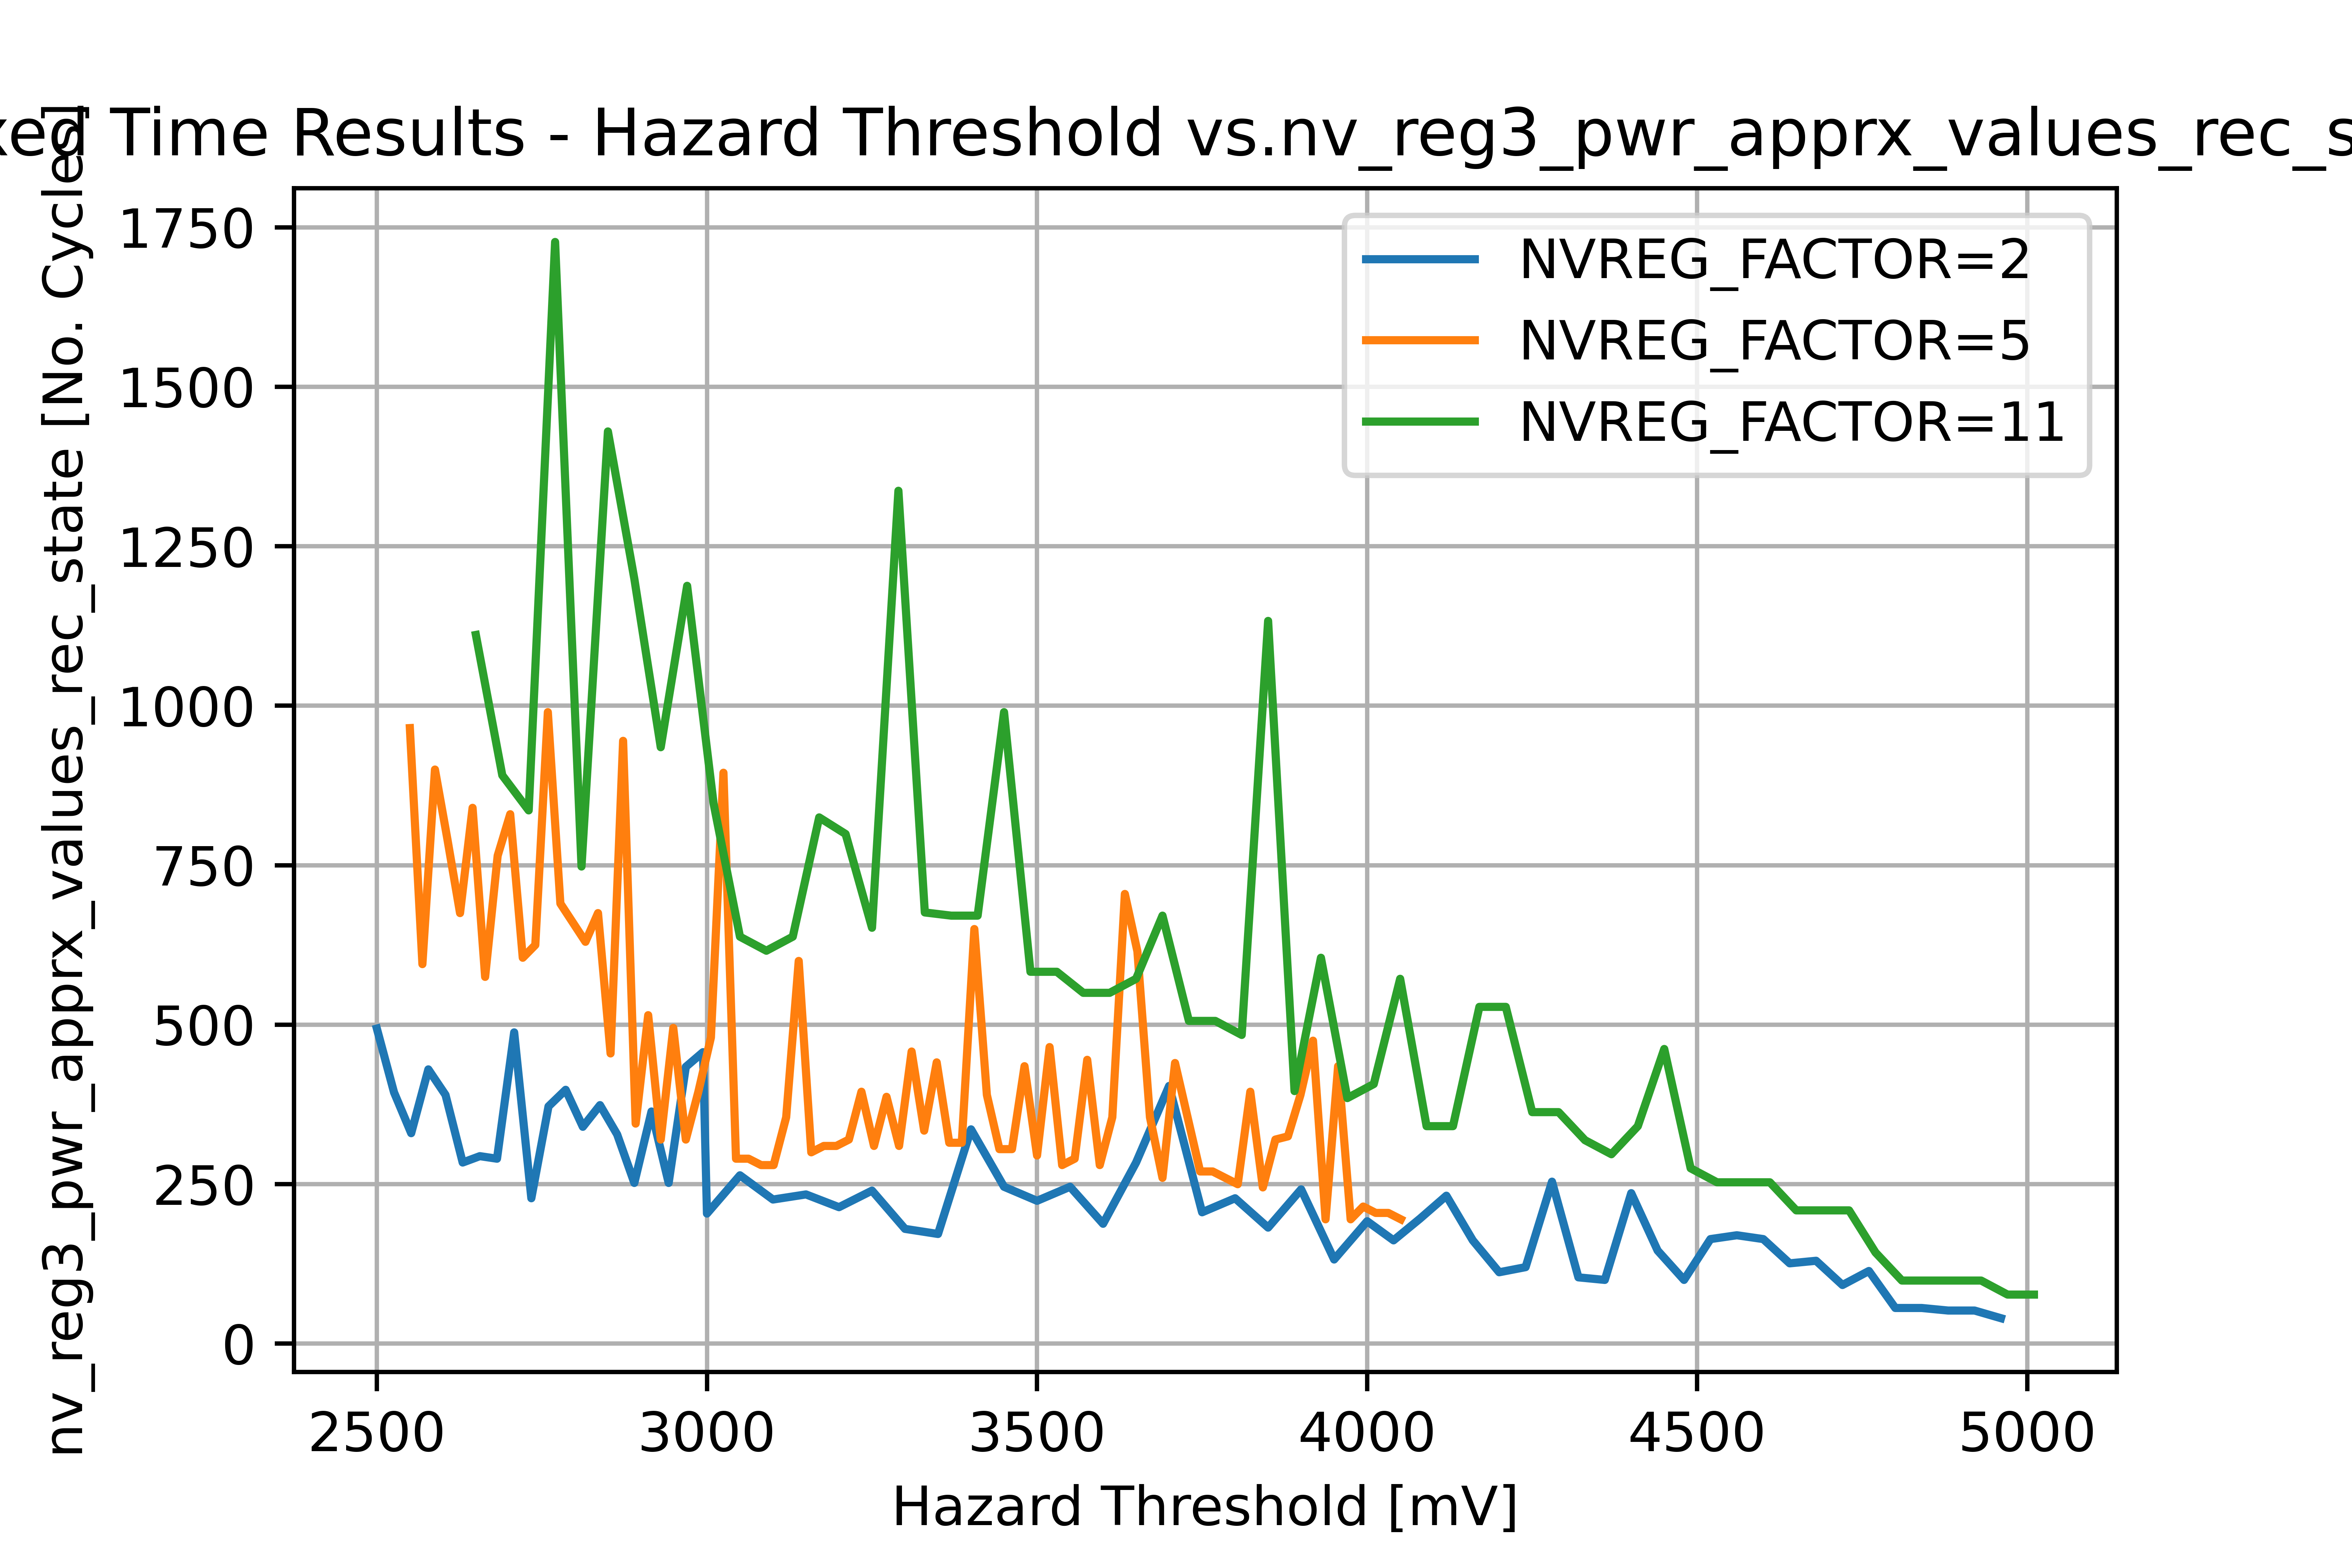 Time Results - Hazard Threshold vs.nv_reg3_pwr_apprx_values_rec_s
nv_reg3_pwr_apprx_values_rec_state [No. Cycles]
1750
1500
1250
1000
750
500
250
0
NVREG_FACTOR=2
NVREG_FACTOR=5
NVREG_FACTOR=11
2500 3000 3500 4000 4500 5000
Hazard Threshold [mV]